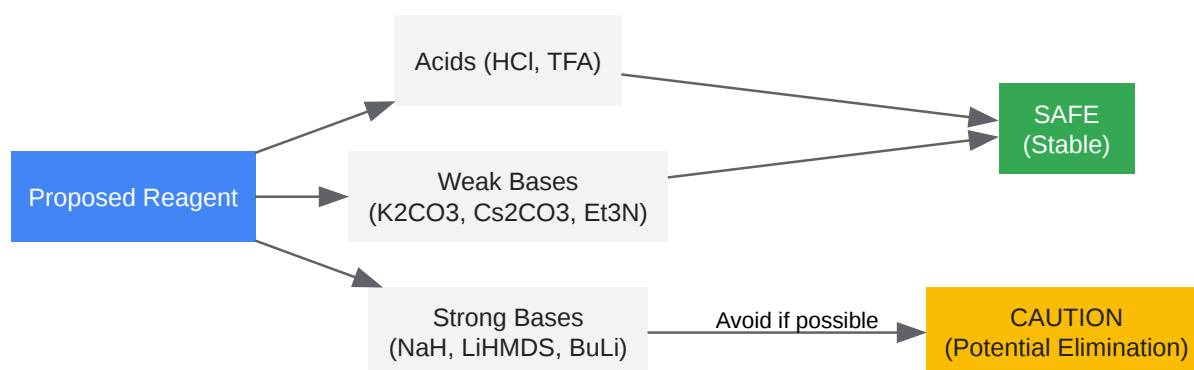 Acids (HCl, TFA)
SAFE
(Stable)
Proposed Reagent
Weak Bases
(K2CO3, Cs2CO3, Et3N)
Strong Bases
(NaH, LiHMDS, BuLi)
Avoid if possible
CAUTION
(Potential Elimination)